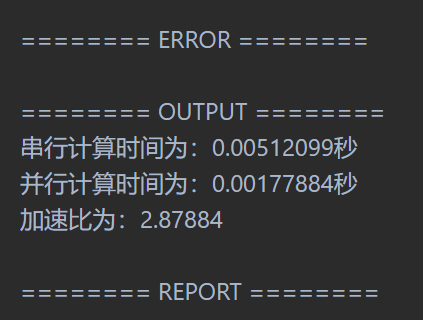 ======== ERROR ========
======== OUTPUT ========
串行计算时间为：0.00512099秒
并行计算时间为：0.00177884秒
加速比为：2.87884
======== REPORT ========